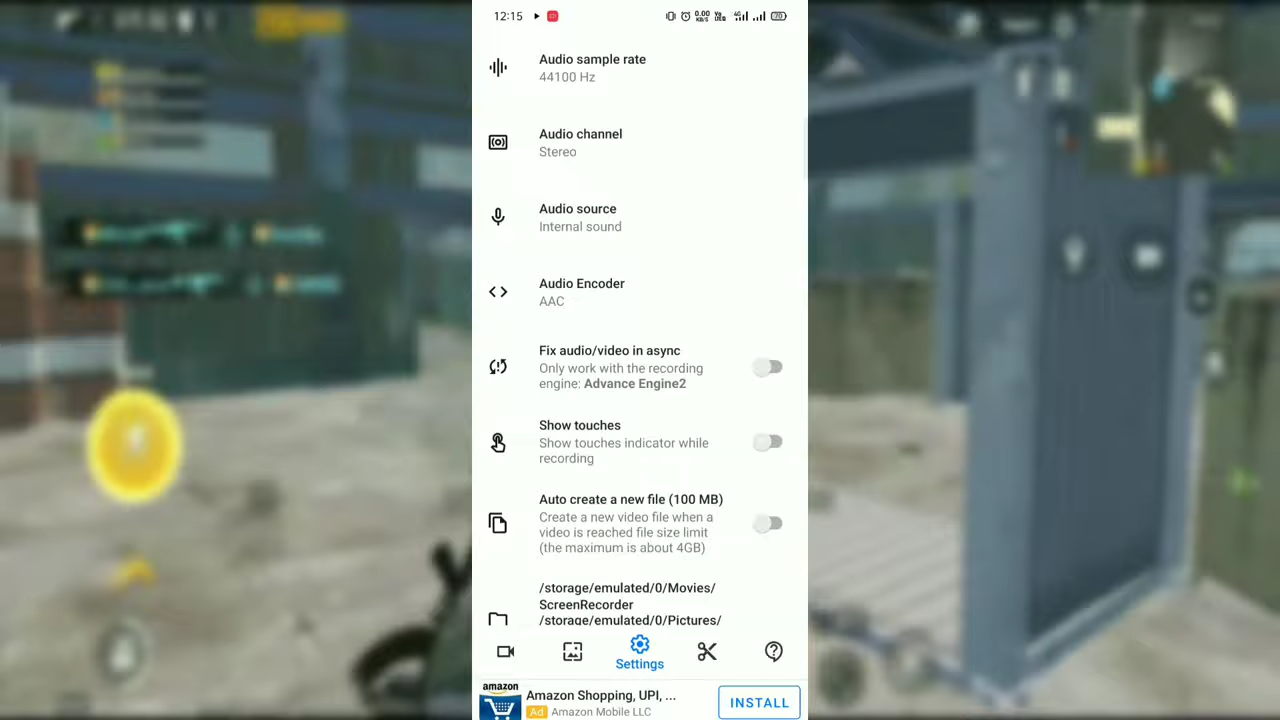 12:15
0.00
KB/S
70
Audio sample rate
44100 Hz
Audio channel
Stereo
Audio source
Internal sound
Audio Encoder
AAC
Fix audio/video in async
Only work with the recording
engine: Advance Engine2
Show touches
Show touches indicator while
recording
Auto create a new file (100 MB)
Create a new video file when a
video is reached file size limit
(the maximum is about 4GB)
/storage/emulated/0/Movies/
ScreenRecorder
/storage/emulated/0/Pictures/
Settings
amazon
Amazon Shopping, UPI, ...
Ad Amazon Mobile LLC
INSTALL